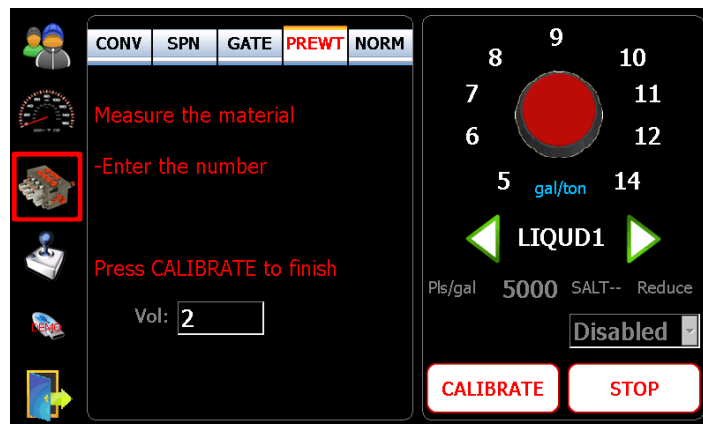 CONV SPN GATE PREWT NORM
Measure the material
-Enter the number
Press CALIBRATE to finish
Vol: 2
DEMO
9
8 10
7 11
6 12
5 gal/ton 14
LIQUD1
Pls/gal 5000 SALT-- Reduce
Disabled
CALIBRATE STOP